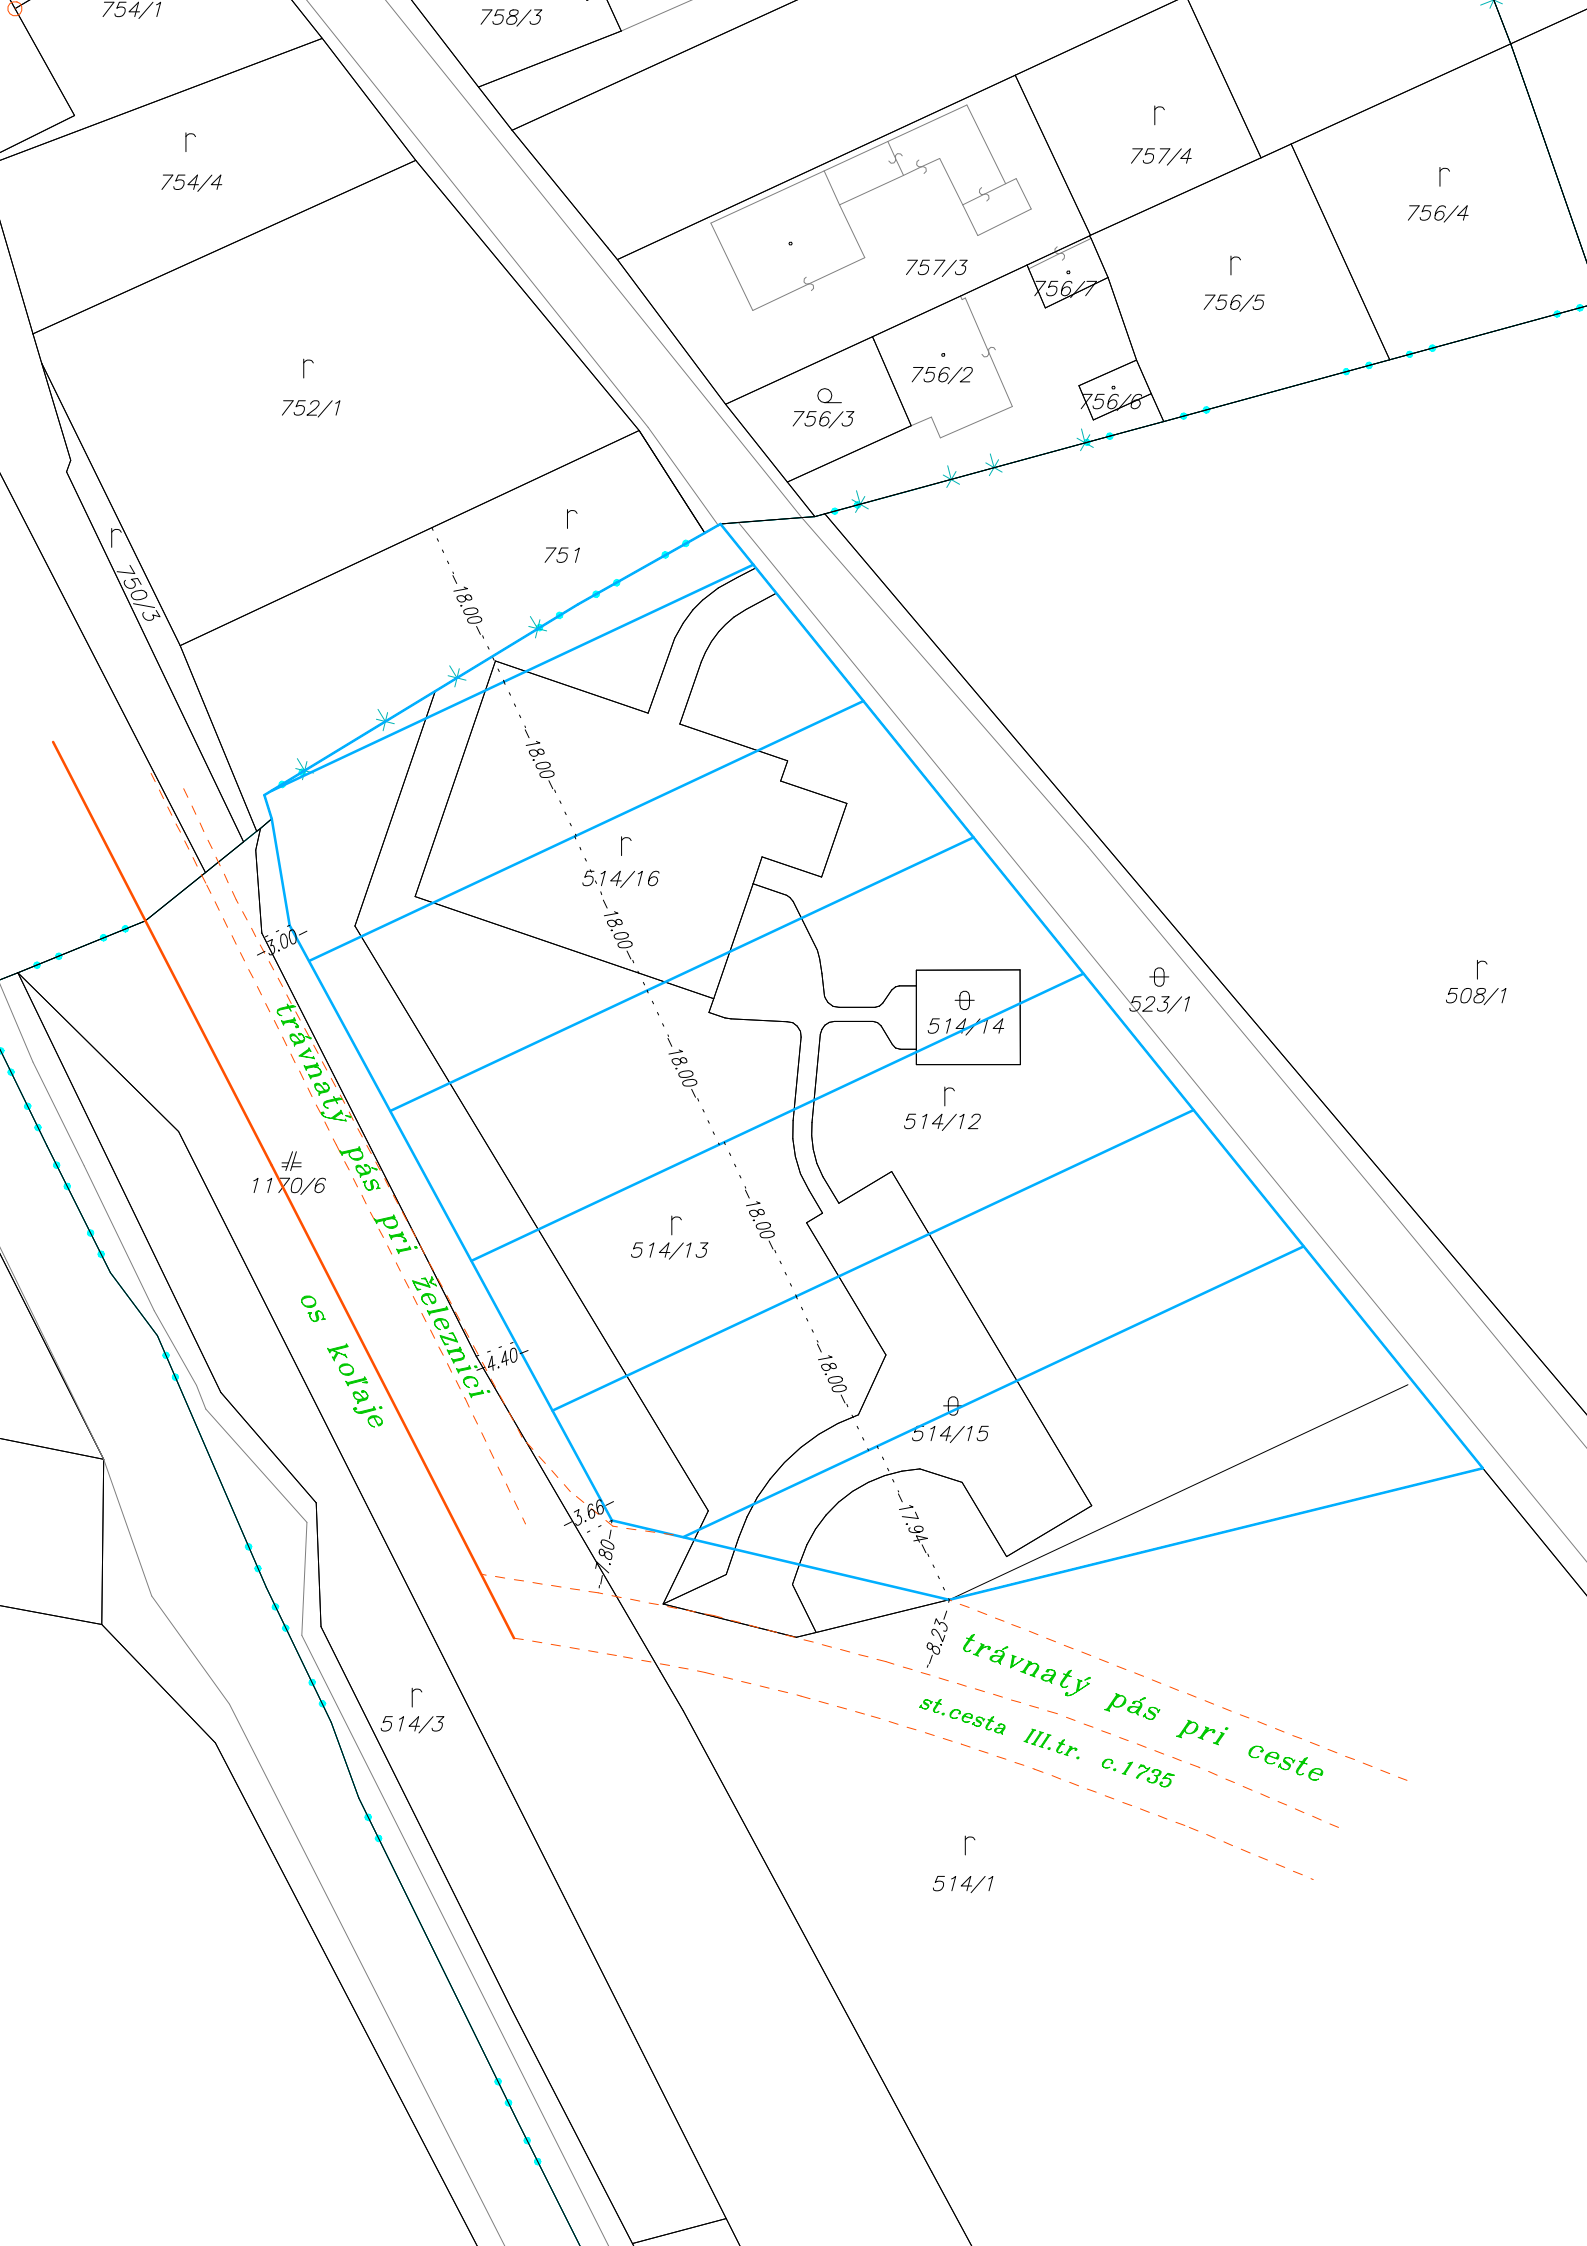 754/1
758/3
r
754/4
r
757/4
r
756/4
757/3
r
756/5
756/7
r
752/1
756/2
756/3
756/6
r
751
r
750/3
-18.00-
-18.00-
r
514/16
-18.00-
-3.00-
514/14
523/1
r
508/1
trávnatý pás pri železnici
-18.00-
r
514/12
1170/6
-18.00-
r
514/13
os koľaje
-4.40-
-18.00-
514/15
-3.66-
-7.80-
-17.94-
-8.23-
trávnatý pás pri ceste
st.cesta III.tr. c.1735
r
514/3
r
514/1